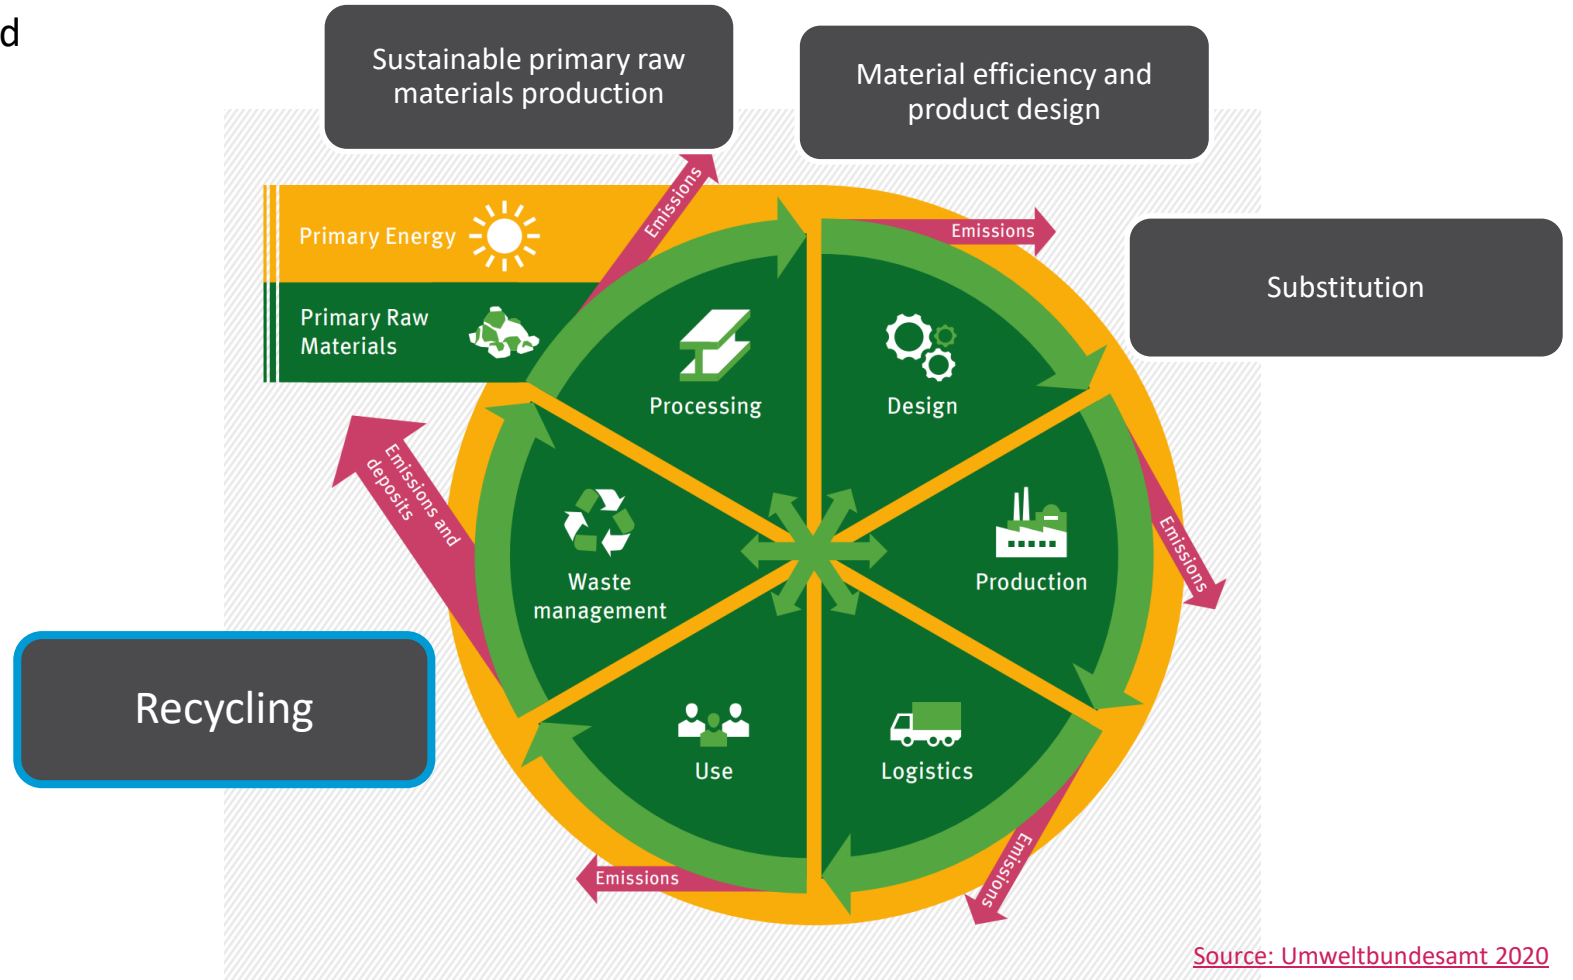 d
Sustainable primary raw
materials production
Material efficiency and
product design
Emissions
Emissions
Primary Energy
Substitution
Primary Raw
Materials
Processing
Design
Emissions and
deposits
Emissions
Waste
management
Production
Recycling
Use
Logistics
Emissions
Emissions
Source: Umweltbundesamt 2020